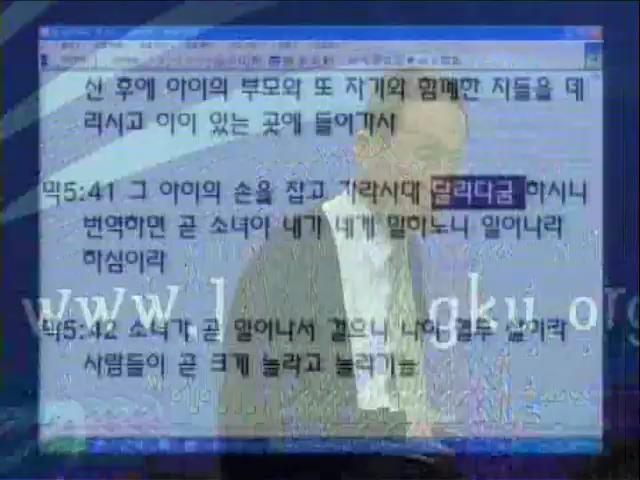 신 후에 아이의 부모와 또 자기와 함께한 자들을 데
리시고 아이 있는 곳에 들어가사
막5:41 그 아이의 손을 잡고 가라사대 달리다굼 하시니
번역하면 곧 소녀야 내가 네게 말하노니 일어나라
하심이라
www.
gku.org
막5:42 소녀가 곧 일어나서 걸으니 나이 열두 살이라
사람들이 곧 크게 놀라고 놀라거늘